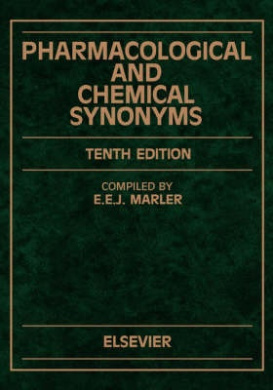 PHARMACOLOGICAL
AND
CHEMICAL
SYNONYMS
TENTH EDITION
COMPILED BY
E.E.J. MARLER
ELSEVIER